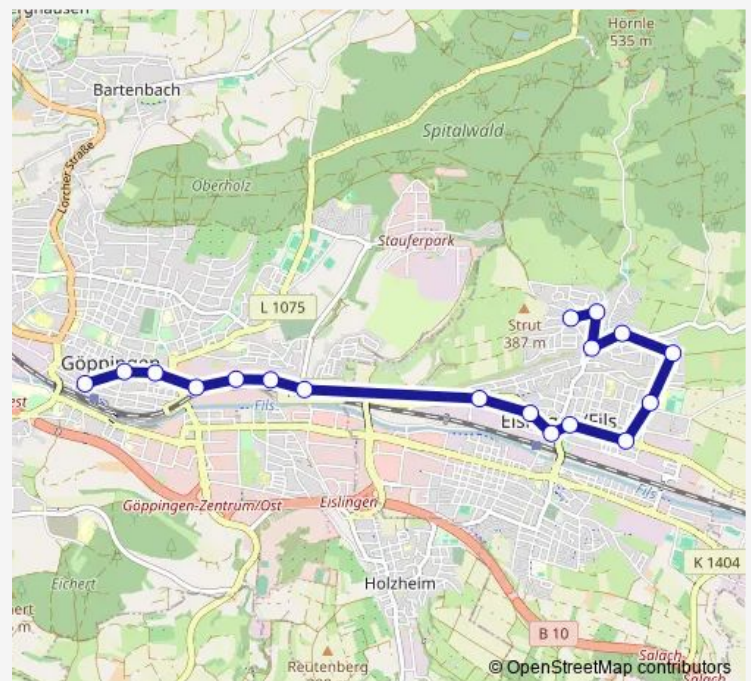 Hörnle
535 m
Bartenbach
Spitalwald
Lorcher Straße
Oberholz
Stauferpark
L 1075
Strut
387 m
Göppingen
Fils
Göppingen-Zentrum/Ost
Eislingen
Fils
K 1404
Eichert
Holzheim
B 10
Reutenberg
Salach
© OpenStreetMap contributors